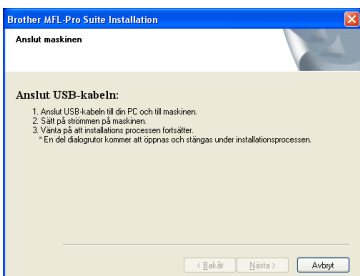 Brother MFL-Pro Suite Installation
Anslut maskinen
Anslut USB-kabeln:
1. Anslut USB-kabeln till din PC och till maskinen.
2. Sätt på strömmen på maskinen.
3. Vänta på att installations processen fortsätter.
* En del dialogrutor kommer att öppnas och stängas under installationsprocessen.
< Bakåt Nästa > Avbryt